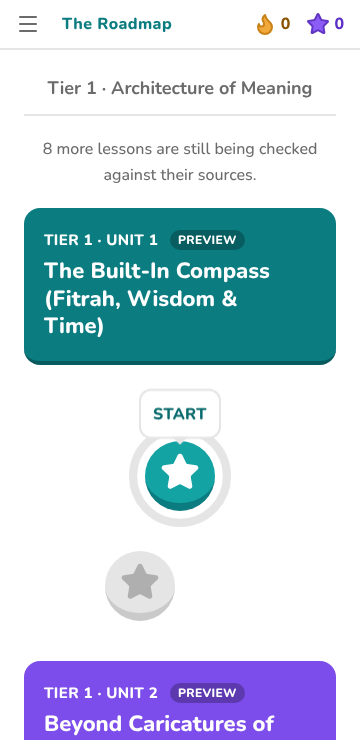 The Roadmap
0
0
Tier 1 · Architecture of Meaning
8 more lessons are still being checked
against their sources.
TIER 1 · UNIT 1 PREVIEW
The Built-In Compass
(Fitrah, Wisdom &
Time)
START
TIER 1 · UNIT 2 PREVIEW
Beyond Caricatures of